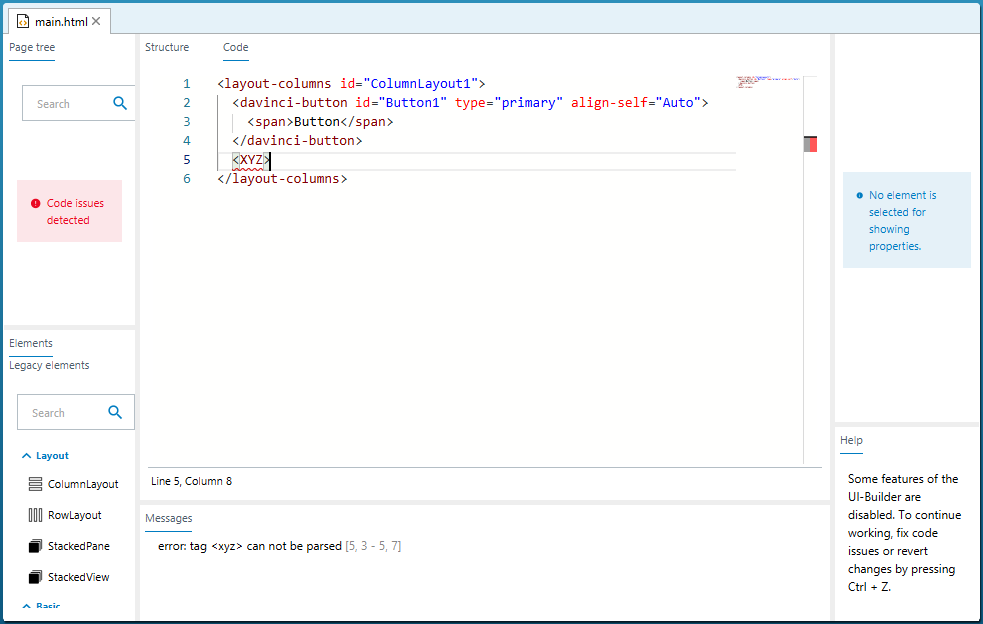 main.html
Page tree
Search
Code issues
detected
Elements
Legacy elements
Search
Layout
ColumnLayout
RowLayout
StackedPane
StackedView
Basic
Structure
Code
1 <layout-columns id="ColumnLayout1">
2 <davinci-button id="Button1" type="primary" align-self="Auto">
3 <span>Button</span>
4 </davinci-button>
5 <XYZ>
6 </layout-columns>
Line 5, Column 8
Messages
error: tag <xyz> can not be parsed [5, 3 - 5, 7]
No element is
selected for
showing
properties.
Help
Some features of the
UI-Builder are
disabled. To continue
working, fix code
issues or revert
changes by pressing
Ctrl + Z.